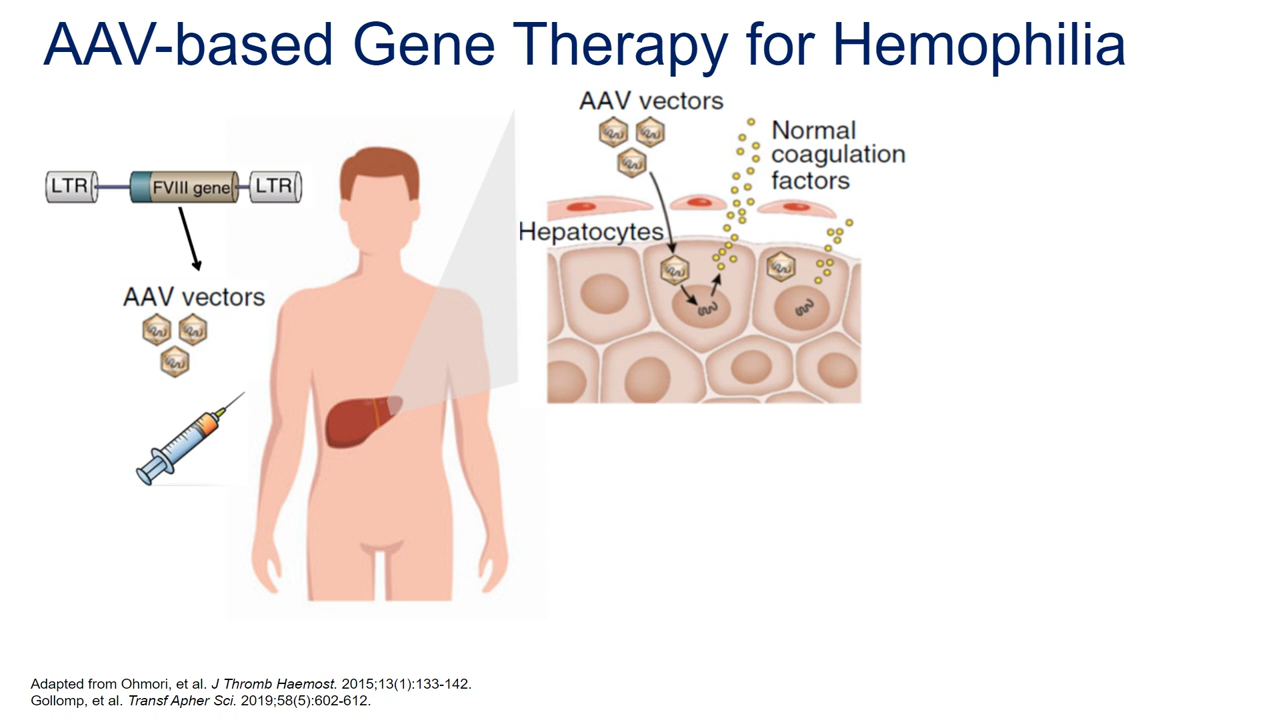 AAV-based Gene Therapy for Hemophilia
LTR
FVIII gene
LTR
AAV vectors
AAV vectors
Normal
coagulation
factors
Hepatocytes
Adapted from Ohmori, et al. J Thromb Haemost. 2015;13(1):133-142.
Gollomp, et al. Transf Apher Sci. 2019;58(5):602-612.